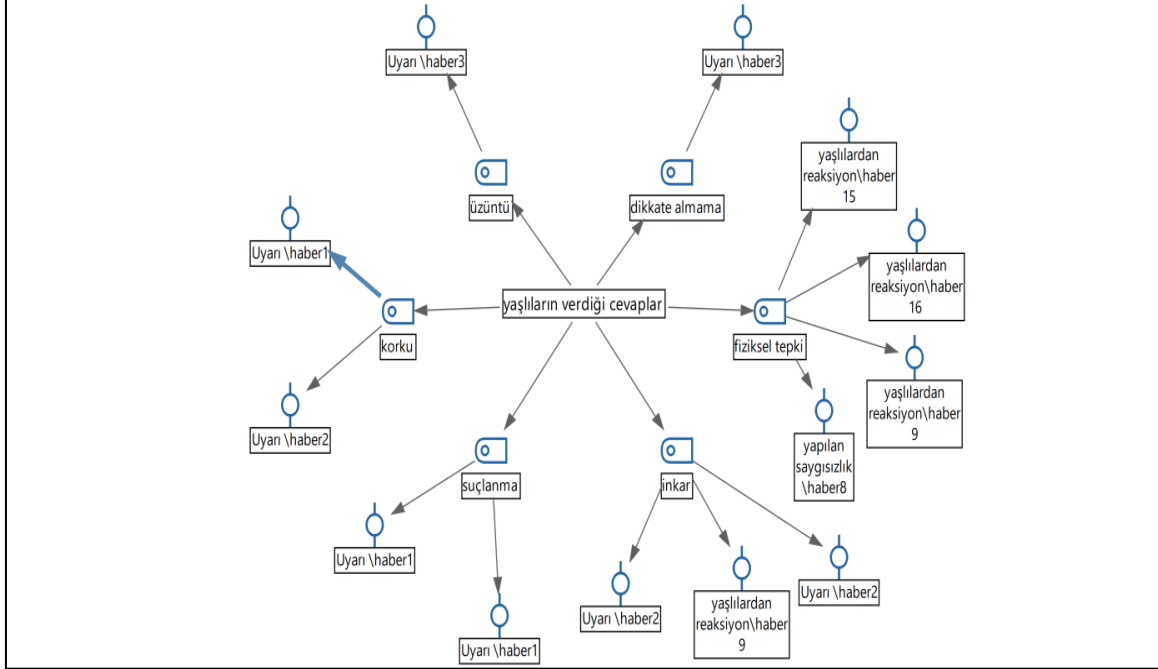 Uyarı \haber3
Uyarı \haber3
yaşlılardan
reaksiyon\haber
15
üzüntü
dikkate almama
Uyarı \haber1
yaşlılardan
reaksiyon\haber
16
yaşlıların verdiği cevaplar
korku
fiziksel tepki
yaşlılardan
reaksiyon\haber
9
Uyarı \haber2
yapılan
saygısızlık
\haber8
suçlanma
inkar
Uyarı \haber1
Uyarı \haber2
yaşlılardan
reaksiyon\haber
9
Uyarı \haber2
Uyarı \haber1